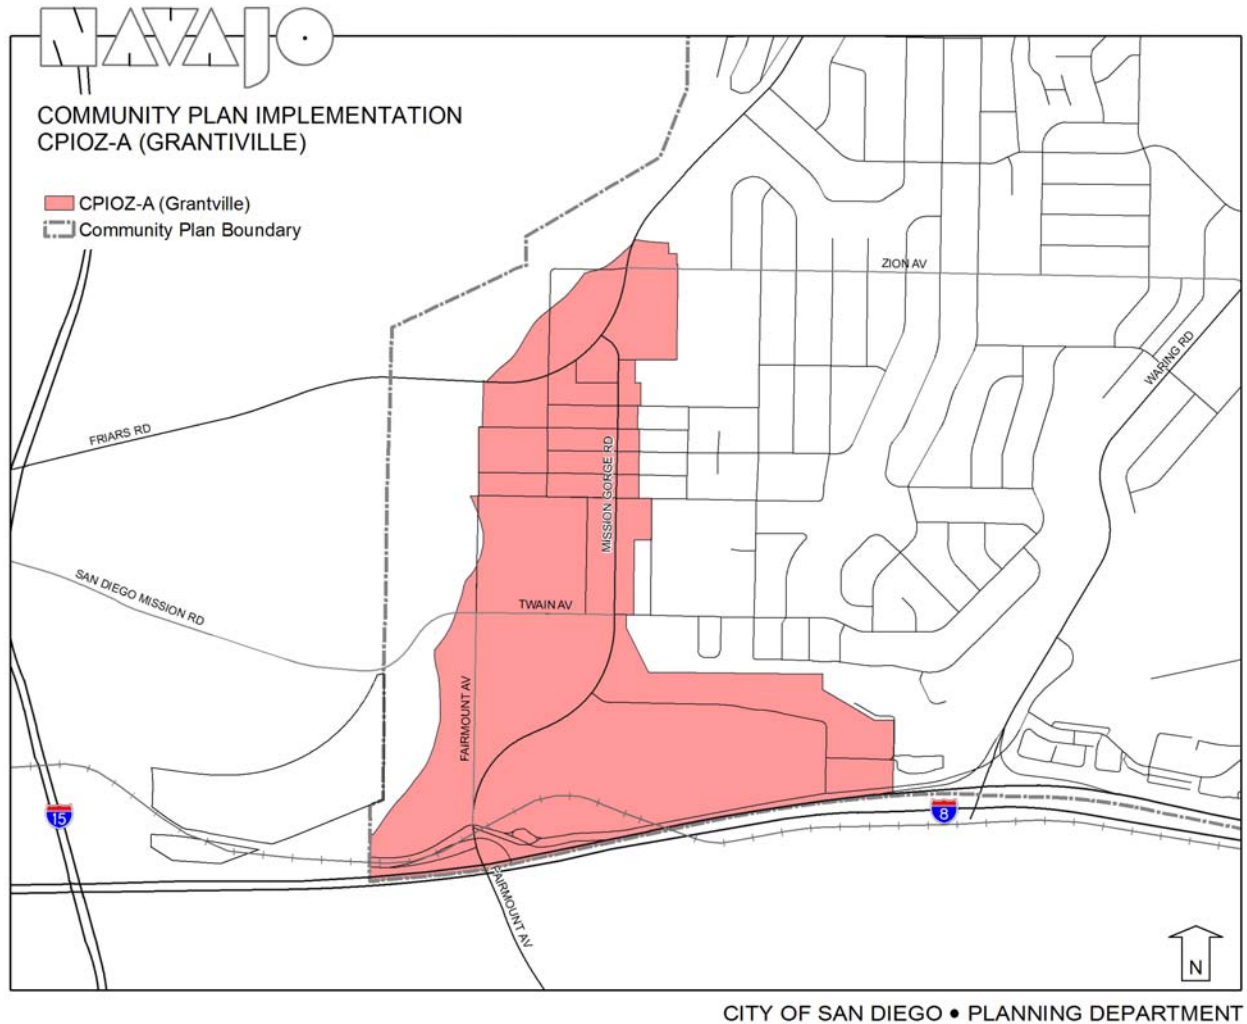 NAVAJO
COMMUNITY PLAN IMPLEMENTATION
CPIOZ-A (GRANTIVILLE)
CPIOZ-A (Grantville)
Community Plan Boundary
ZION AV
WARING RD
FRIARS RD
MISSION GORGE RD
SAN DIEGO MISSION RD
TWAIN AV
FAIRMOUNT AV
15
8
FAIRMOUNT AV
N
CITY OF SAN DIEGO • PLANNING DEPARTMENT